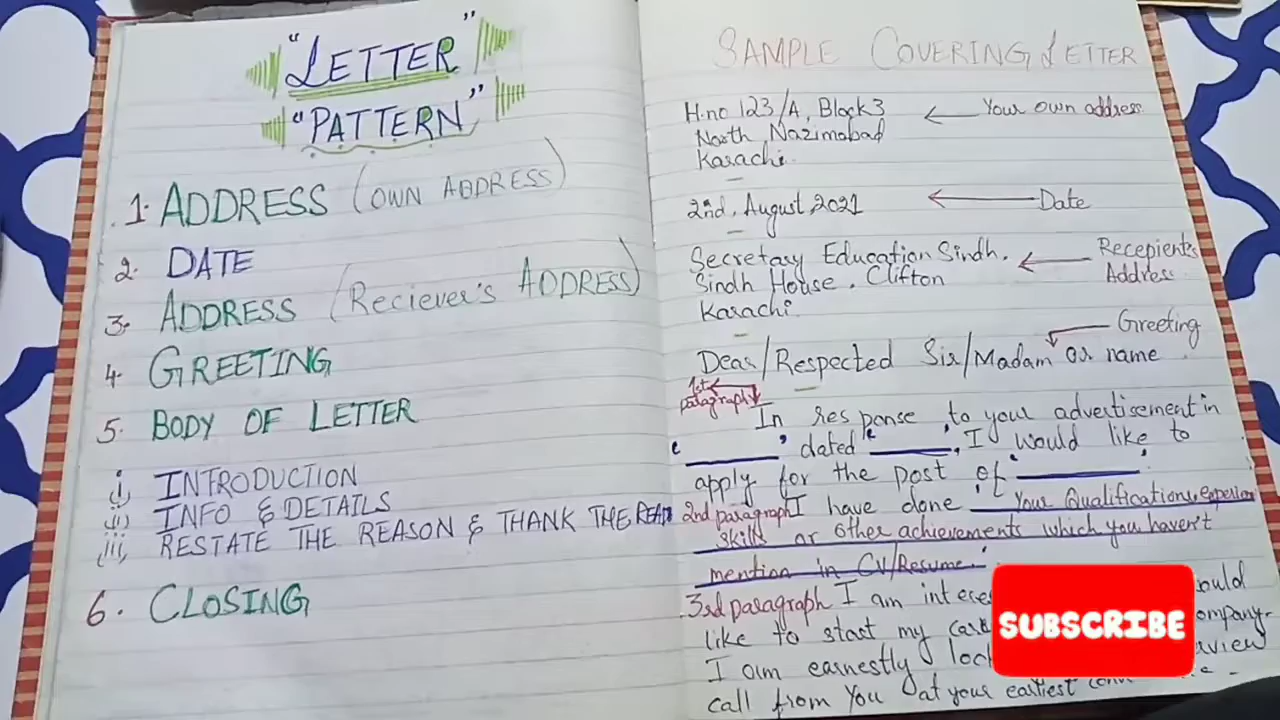 "LETTER"
"PATTERN"
1. ADDRESS (OWN ADDRESS)
2. DATE
3. ADDRESS (Reciever's ADDRESS)
4. GREETING
5. BODY OF LETTER
i) INTRODUCTION
ii) INFO & DETAILS
iii) RESTATE THE REASON & THANK THE READ
6. CLOSING
SAMPLE COVERING LETTER
H.no 123/A, Block 3 ← Your own address
North Nazimabad
Karachi.
2nd, August, 2021 ← Date
Secretary Education Sindh. ← Recepient's
Sindh House, Clifton Address
Karachi.
Greeting
Dear/Respected Sir/Madam or name
1st
paragraph
In response to your advertisement in
' ' dated ' ', I would like to
apply for the post of ' '
2nd paragraph I have done ' Your Qualifications, experien
skills or other achievements which you haven't
mention in CV/Resume.'
3rd paragraph I am ould
like to start my ompany.
I am earnestly
call from You at your earliest
SUBSCRIBE